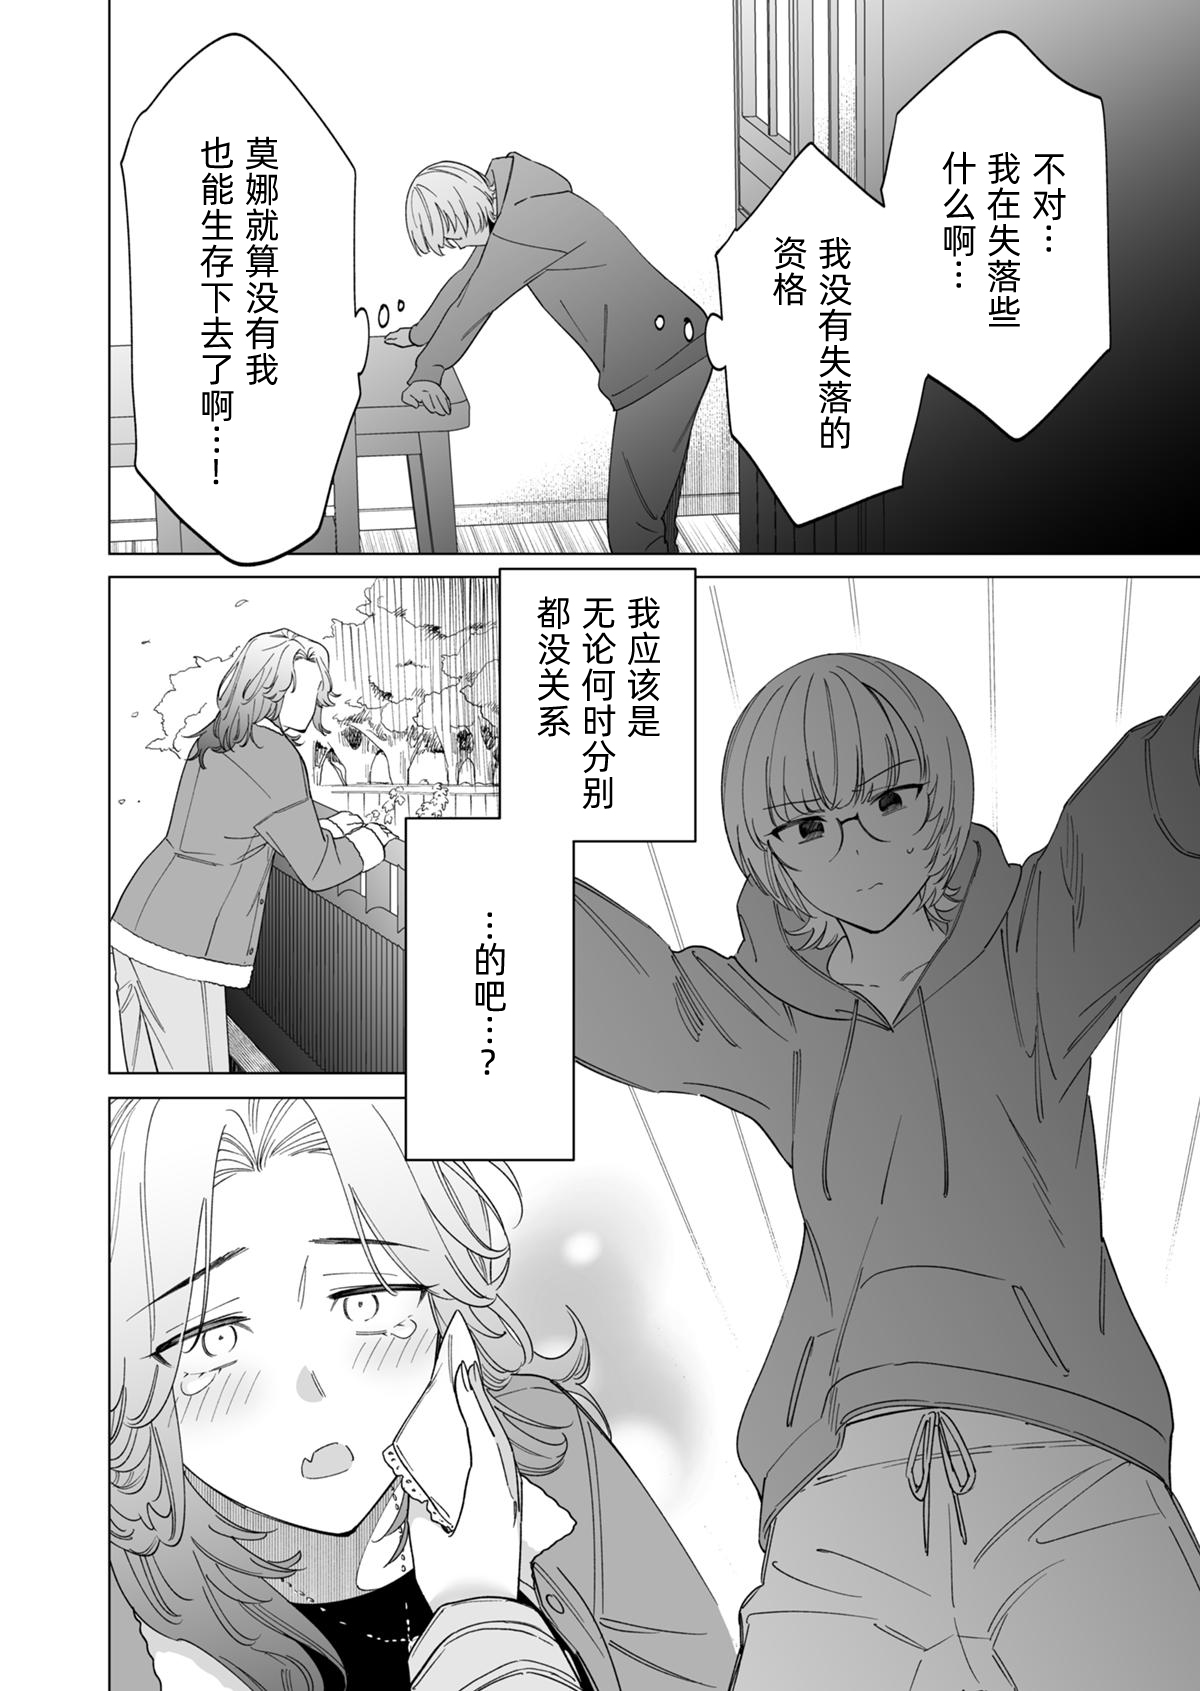 不对…
我在失落些
什么啊…
我没有失落的
资格
莫娜就算没有我
也能生存下去了啊…！
我应该是
无论何时分别
都没关系
…的吧…？